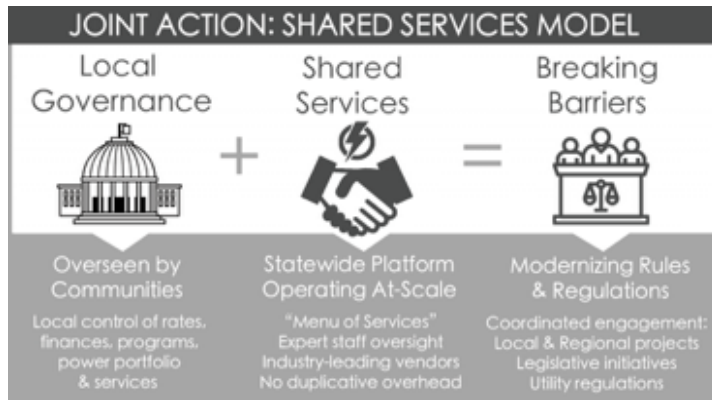 JOINT ACTION: SHARED SERVICES MODEL
Local
Governance
+
Shared
Services
=
Breaking
Barriers
Overseen by
Communities
Local control of rates,
finances, programs,
power portfolio
& services
Statewide Platform
Operating At-Scale
“Menu of Services”
Expert staff oversight
Industry-leading vendors
No duplicative overhead
Modernizing Rules
& Regulations
Coordinated engagement:
Local & Regional projects
Legislative initiatives
Utility regulations